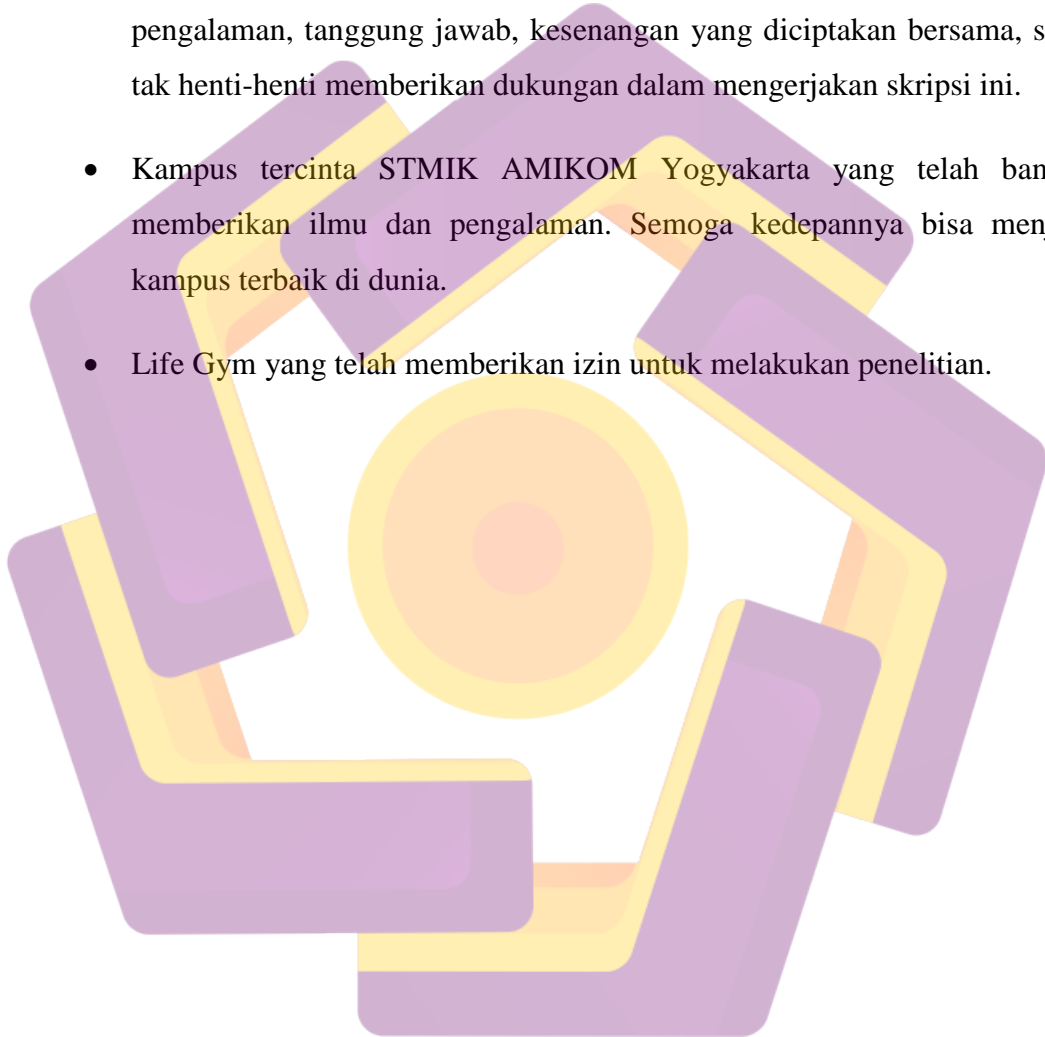 pengalaman, tanggung jawab, kesenangan yang diciptakan bersama,
tak henti-henti memberikan dukungan dalam mengerjakan skripsi ini.
• Kampus tercinta STMIK AMIKOM Yogyakarta yang telah
memberikan ilmu dan pengalaman. Semoga kedepannya bisa
kampus terbaik di dunia.
• Life Gym yang telah memberikan izin untuk melakukan penelitian.